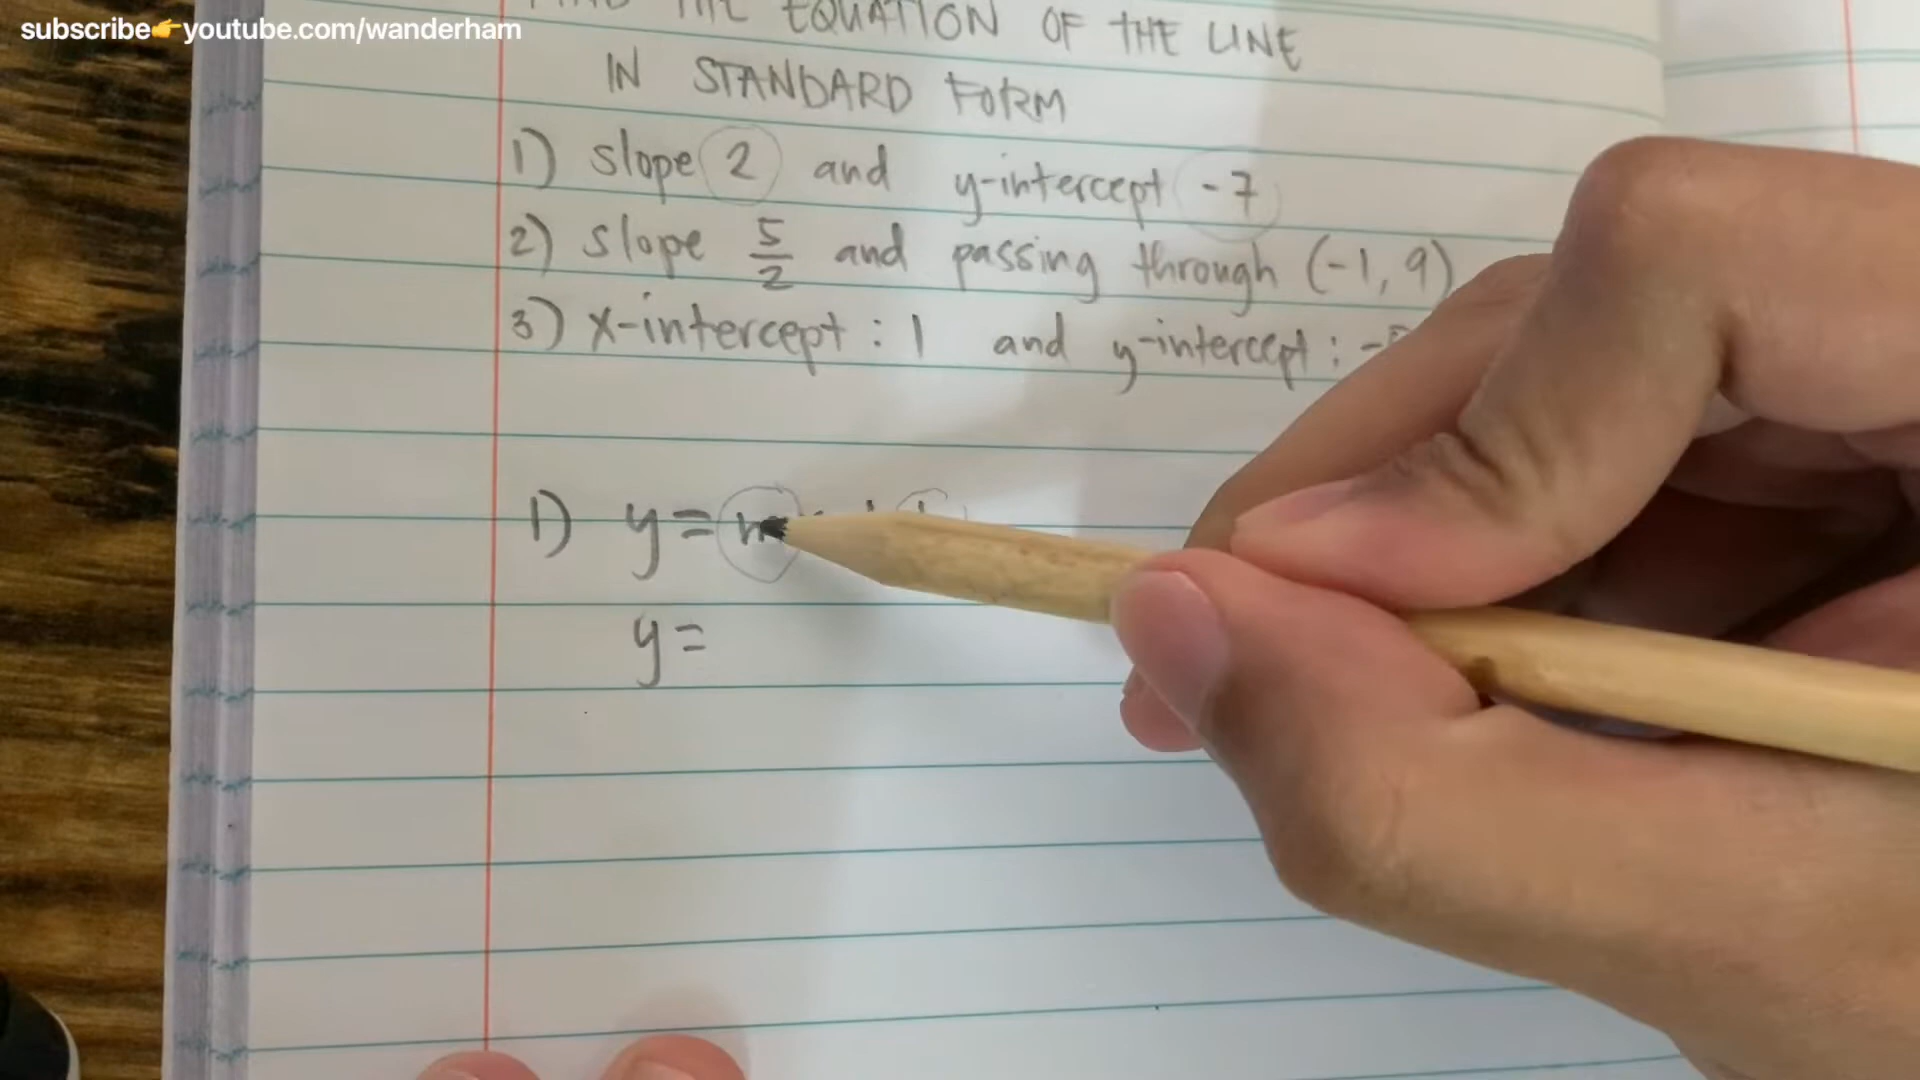 subscribe👉youtube.com/wanderham
THE EQUATION OF THE LINE
IN STANDARD FORM
1) slope 2 and y-intercept -7
2) slope 5/2 and passing through (-1, 9)
3) x-intercept : 1 and y-intercept :
1) y =
y =